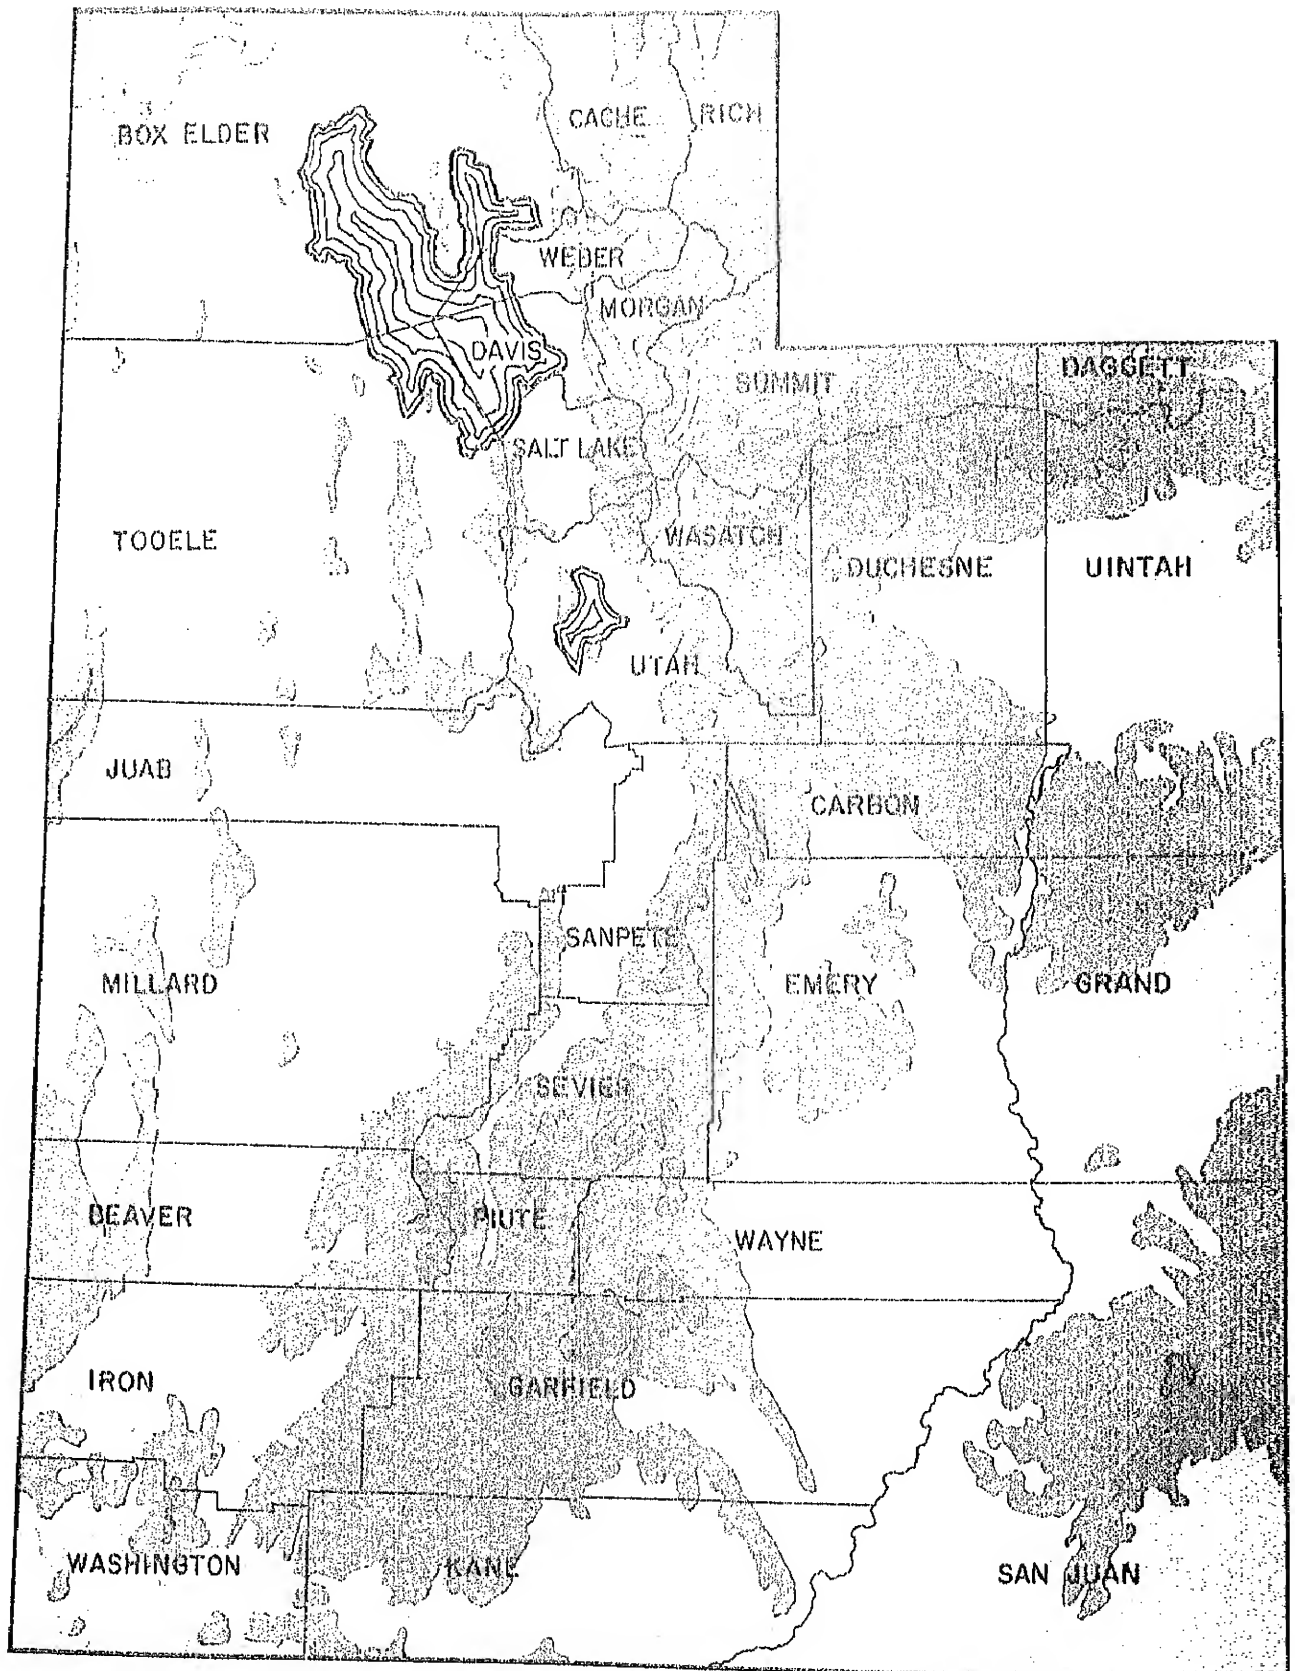 CACHE
RICH
BOX ELDER
WEBER
MORGAN
DAVIS
DAGGETT
SUMMIT
SALT LAKE
TOOELE
WASATCH
DUCHESNE
UINTAH
UTAH
JUAB
CARBON
SANPETE
MILLARD
EMERY
GRAND
SEVIER
BEAVER
PIUTE
WAYNE
IRON
GARFIELD
WASHINGTON
KANE
SAN JUAN